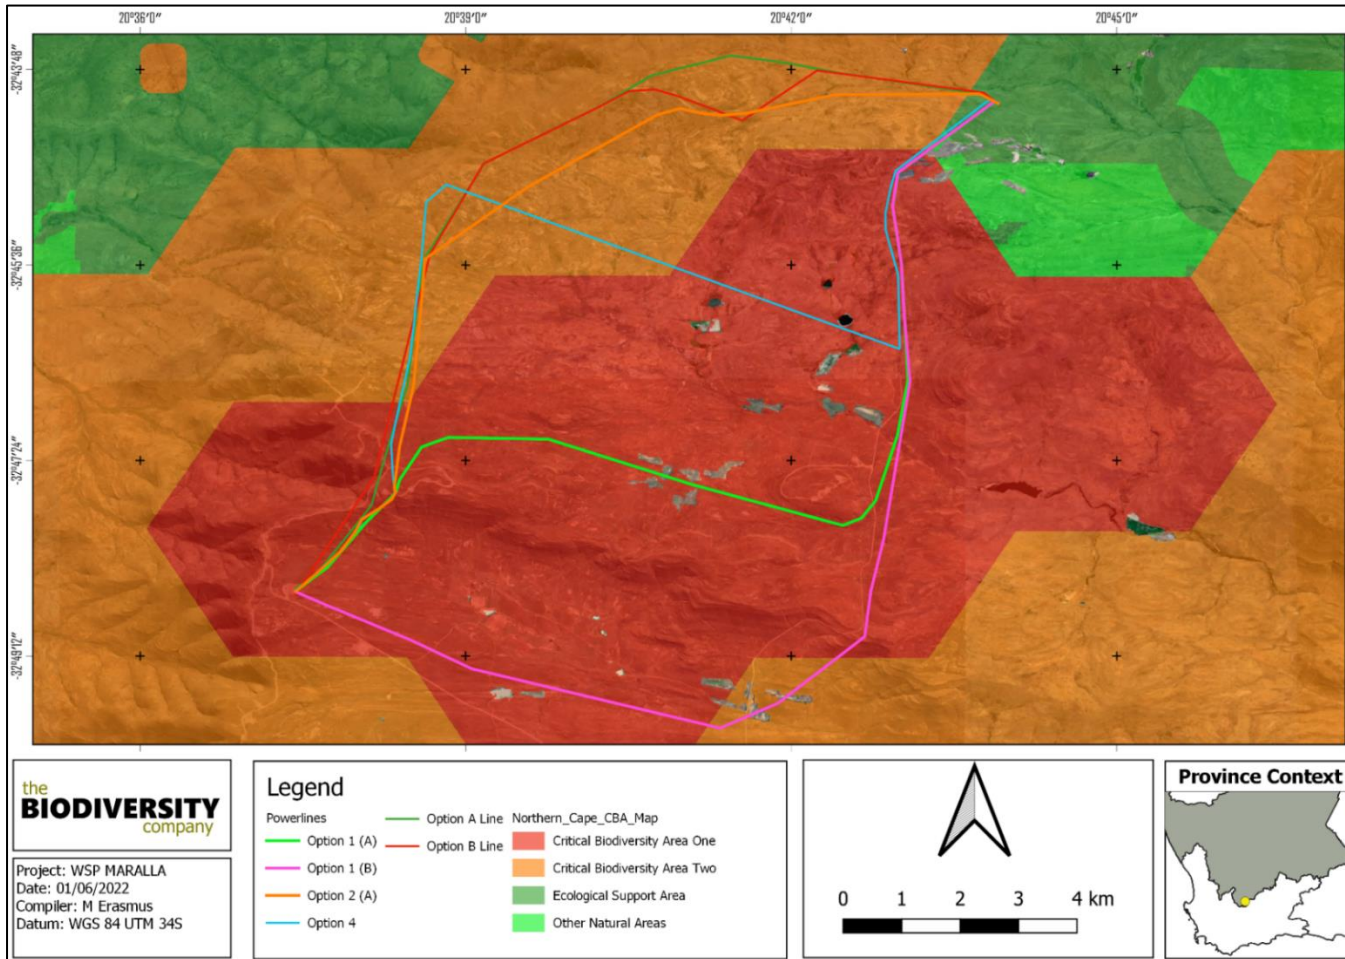 20°36′0″ 20°39′0″ 20°42′0″ 20°45′0″
-32°43′48″
-32°45′36″
-32°47′24″
-32°49′12″
the
BIODIVERSITY
company
Project: WSP MARALLA
Date: 01/06/2022
Compiler: M Erasmus
Datum: WGS 84 UTM 34S
Legend
Powerlines
Option 1 (A)
Option 1 (B)
Option 2 (A)
Option 4
Option A Line
Option B Line
Northern_Cape_CBA_Map
Critical Biodiversity Area One
Critical Biodiversity Area Two
Ecological Support Area
Other Natural Areas
0 1 2 3 4 km
Province Context